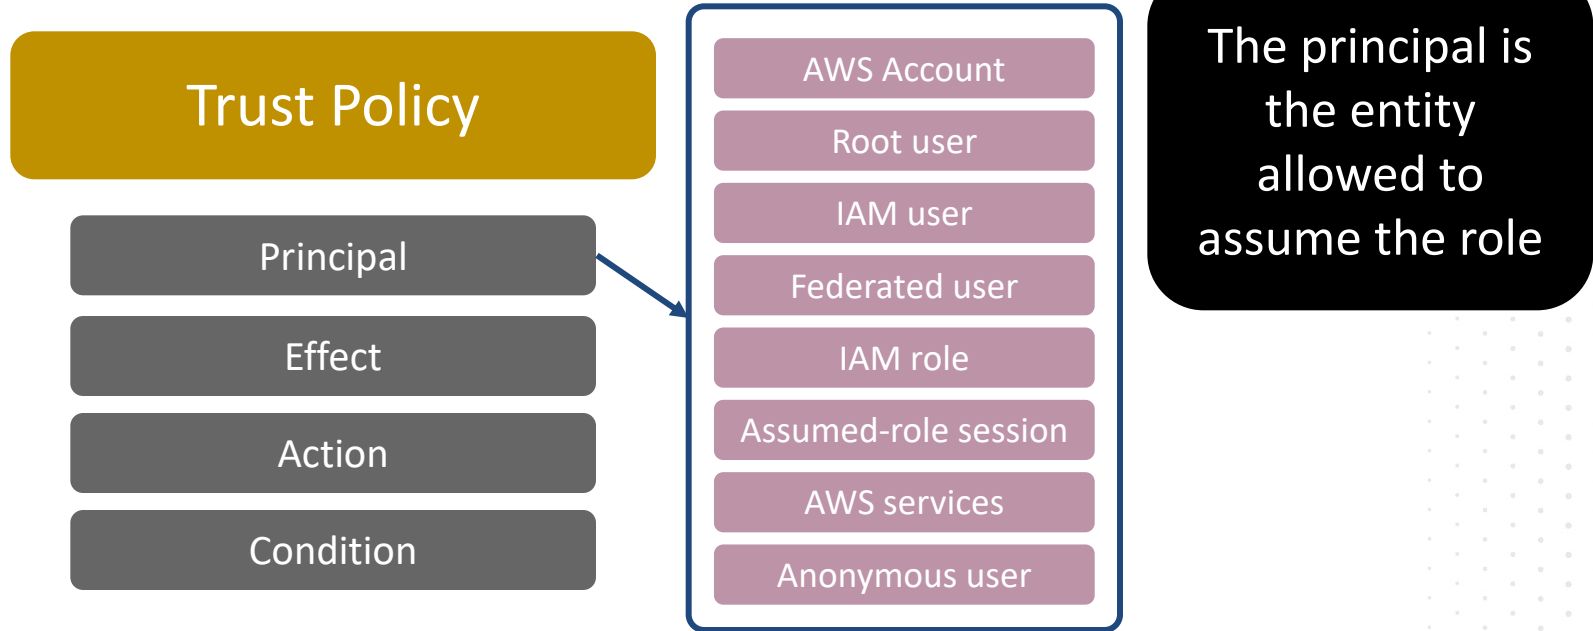 Trust Policy
Principal
Effect
Action
Condition
AWS Account
Root user
IAM user
Federated user
IAM role
Assumed-role session
AWS services
Anonymous user
The principal is
the entity
allowed to
assume the role